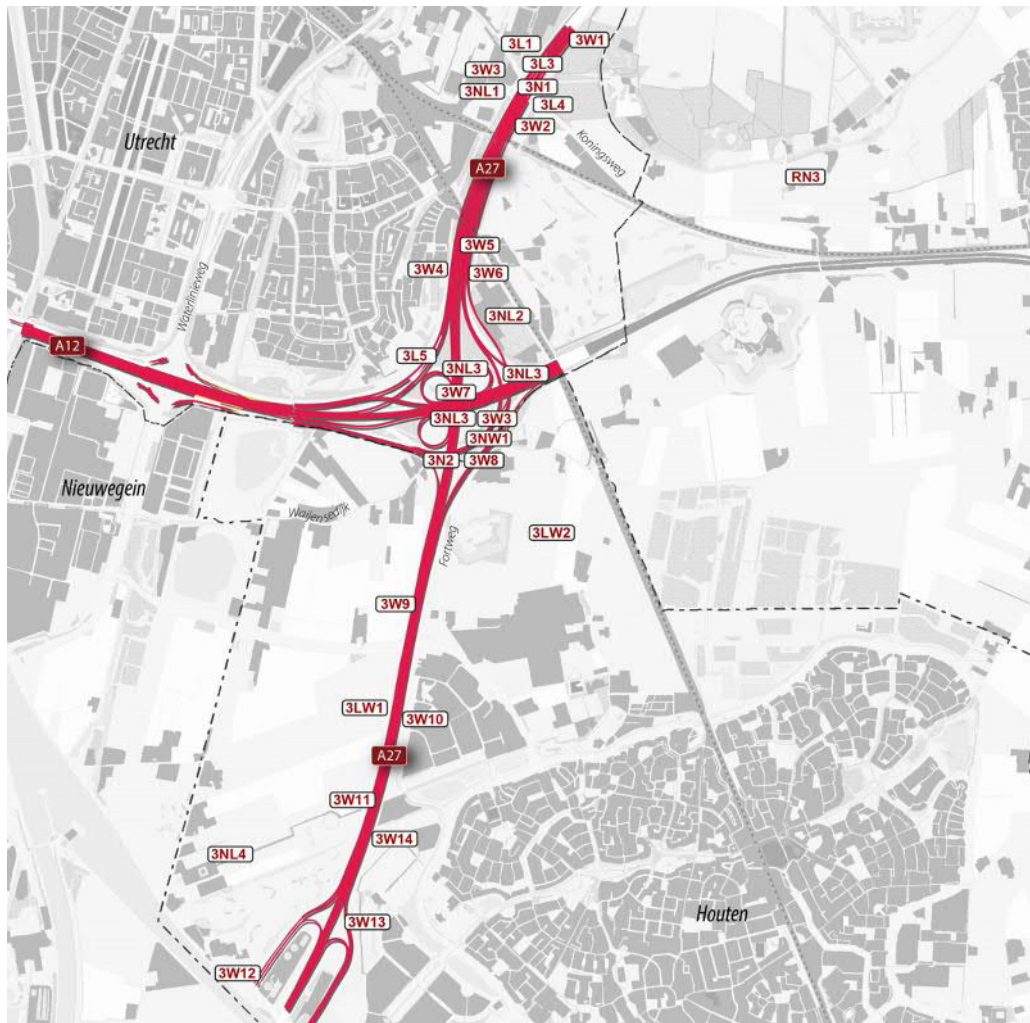 3L1
3W1
3L3
3W3
3NL1
3N1
3L4
3W2
Utrecht
Koningsweg
A27
RN3
3W5
3W4
3W6
Waterlinieweg
3NL2
A12
3L5
3NL3
3NL3
3W7
3NL3
3W3
3NW1
3N2
3W8
Nieuwegein
Waijensedijk
Fortweg
3LW2
3W9
3LW1
3W10
A27
3W11
3W14
3NL4
3W13
Houten
3W12